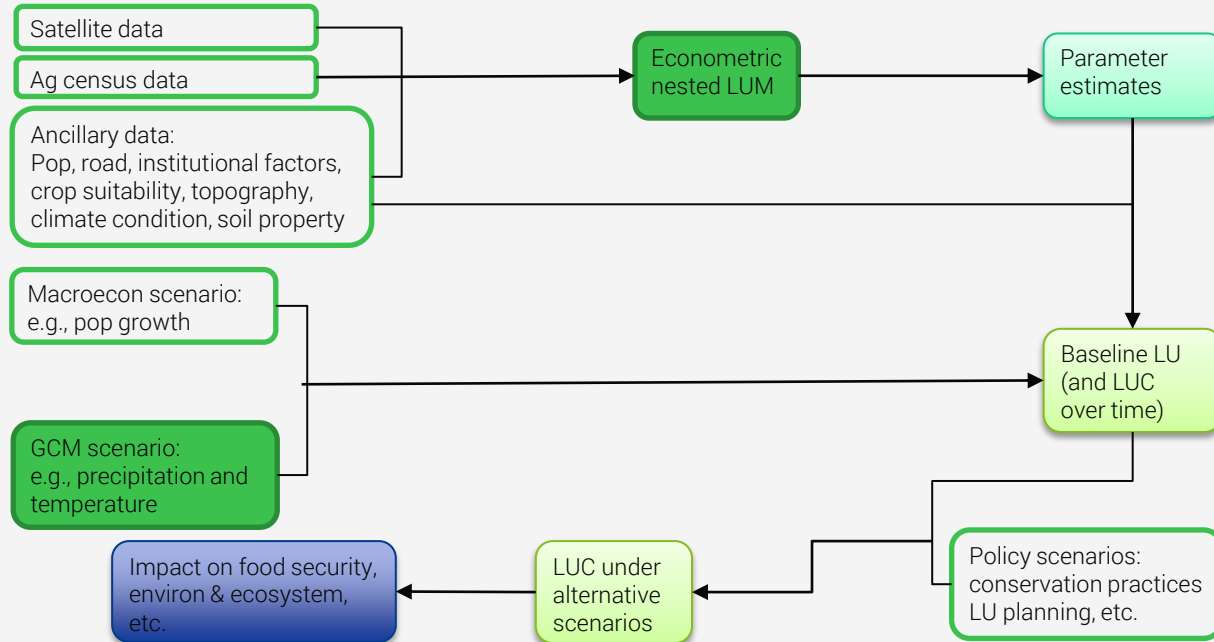 Satellite data
Ag census data
Ancillary data:
Pop, road, institutional factors,
crop suitability, topography,
climate condition, soil property
Econometric
nested LUM
Parameter
estimates
Macroecon scenario:
e.g., pop growth
GCM scenario:
e.g., precipitation and
temperature
Baseline LU
(and LUC
over time)
Policy scenarios:
conservation practices
LU planning, etc.
LUC under
alternative
scenarios
Impact on food security,
environ & ecosystem,
etc.